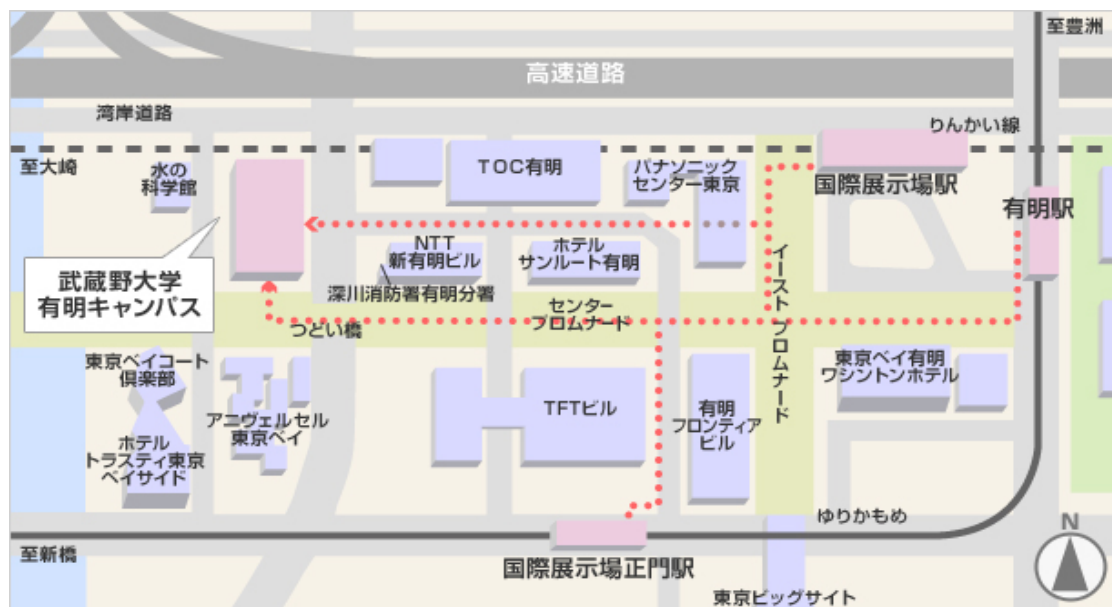 至豊洲
高速道路
湾岸道路
りんかい線
至大崎
水の
科学館
TOC有明
パナソニック
センター東京
国際展示場駅
有明駅
武蔵野大学
有明キャンパス
NTT
新有明ビル
ホテル
サンルート有明
深川消防署有明分署
イースト プロムナード
センター
プロムナード
つどい橋
東京ベイコート
倶楽部
アニヴェルセル
東京ベイ
TFTビル
有明
フロンティア
ビル
東京ベイ有明
ワシントンホテル
ホテル
トラスティ東京
ベイサイド
ゆりかもめ
至新橋
国際展示場正門駅
東京ビッグサイト
N